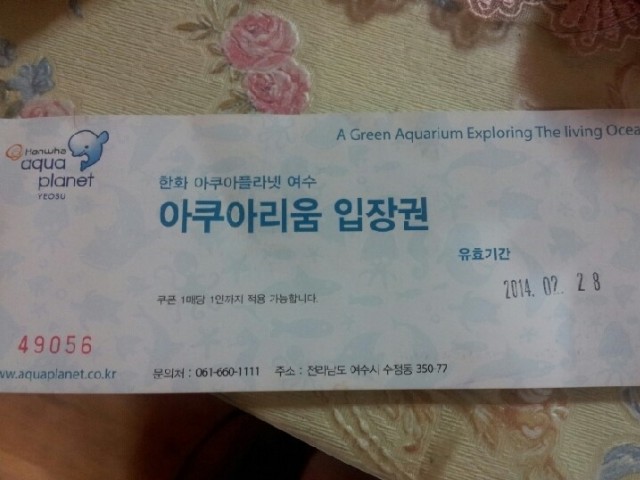 Hanwha
aqua
planet
YEOSU
A Green Aquarium Exploring The living Ocea
한화 아쿠아플라넷 여수
아쿠아리움 입장권
유효기간
2014. 02. 28
쿠폰 1매당 1인까지 적용 가능합니다.
49056
ww.aquaplanet.co.kr
문의처 : 061-660-1111 주소 : 전라남도 여수시 수정동 350-77